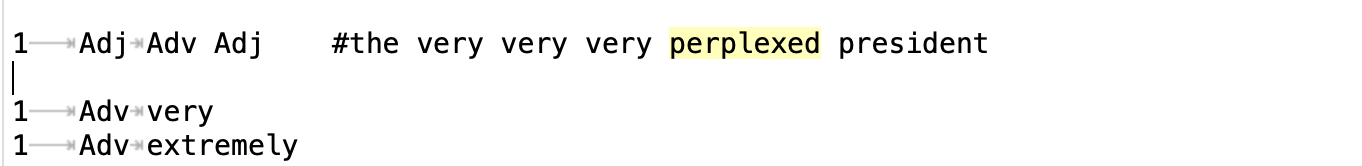 1	Adj	Adv Adj    #the very very very perplexed president
1	Adv	very
1	Adv	extremely